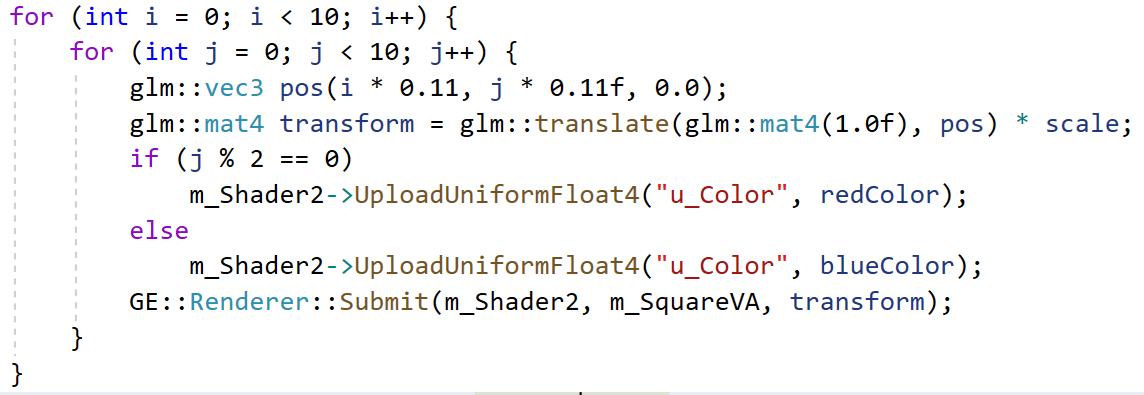 for (int i = 0; i < 10; i++) {
    for (int j = 0; j < 10; j++) {
        glm::vec3 pos(i * 0.11, j * 0.11f, 0.0);
        glm::mat4 transform = glm::translate(glm::mat4(1.0f), pos) * scale;
        if (j % 2 == 0)
            m_Shader2->UploadUniformFloat4("u_Color", redColor);
        else
            m_Shader2->UploadUniformFloat4("u_Color", blueColor);
        GE::Renderer::Submit(m_Shader2, m_SquareVA, transform);
    }
}